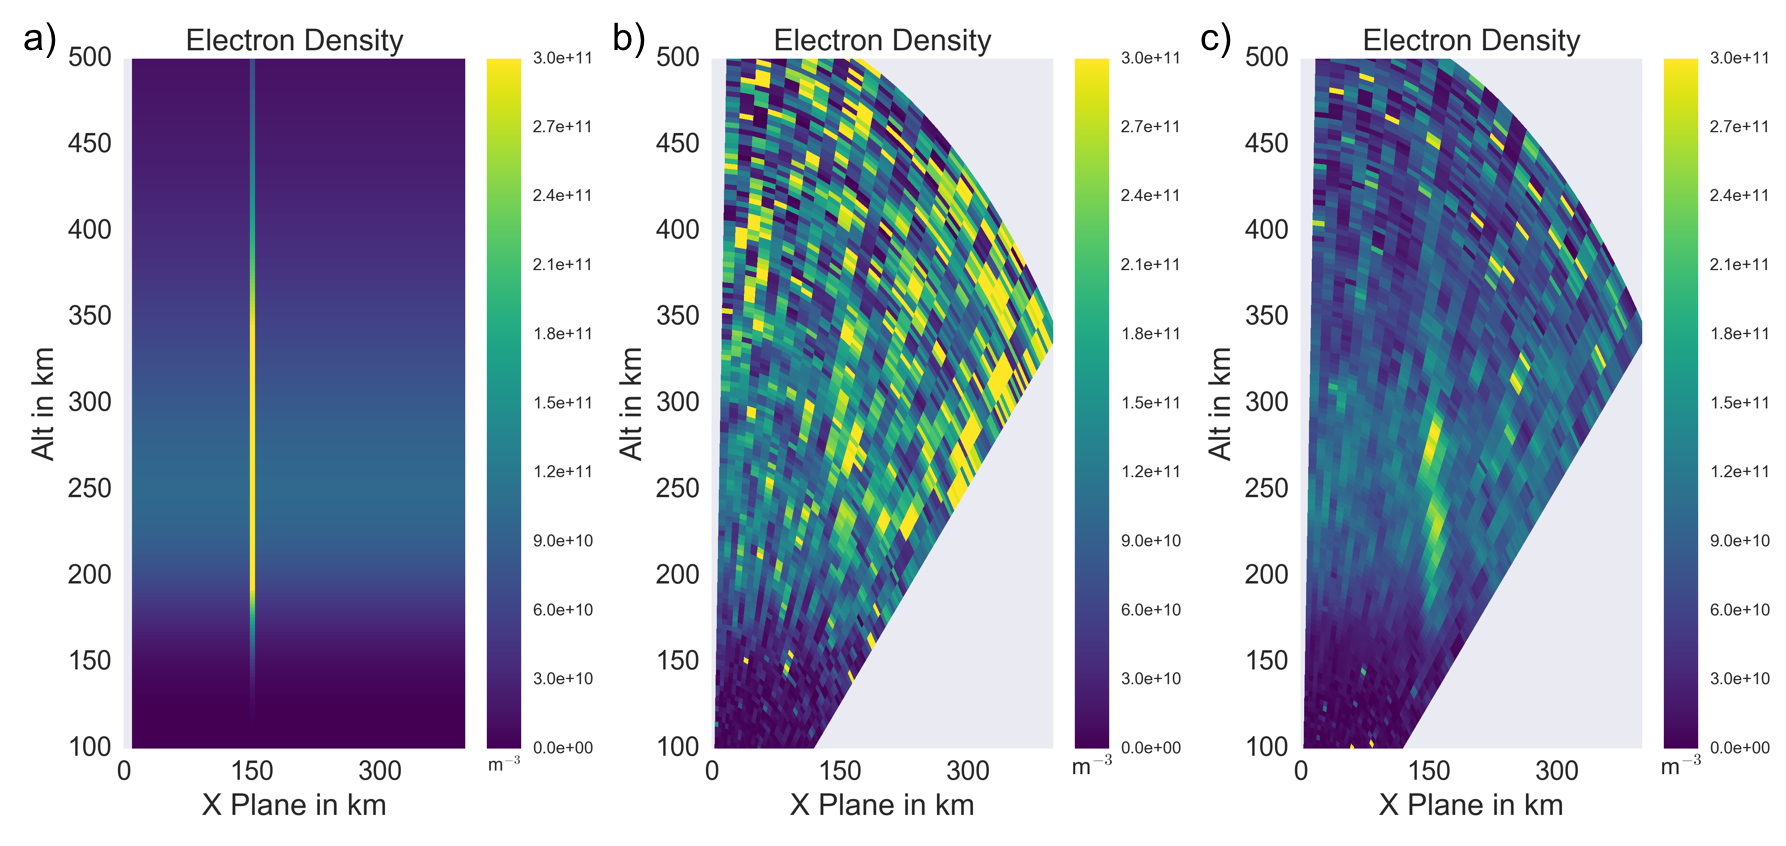 a)
Electron Density
500
450
400
350
300
250
200
150
100
Alt in km
0
150
300
X Plane in km
3.0e+11
2.7e+11
2.4e+11
2.1e+11
1.8e+11
1.5e+11
1.2e+11
9.0e+10
6.0e+10
3.0e+10
0.0e+00
m⁻³
b)
Electron Density
500
450
400
350
300
250
200
150
100
Alt in km
0
150
300
X Plane in km
3.0e+11
2.7e+11
2.4e+11
2.1e+11
1.8e+11
1.5e+11
1.2e+11
9.0e+10
6.0e+10
3.0e+10
0.0e+00
m⁻³
c)
Electron Density
500
450
400
350
300
250
200
150
100
Alt in km
0
150
300
X Plane in km
3.0e+11
2.7e+11
2.4e+11
2.1e+11
1.8e+11
1.5e+11
1.2e+11
9.0e+10
6.0e+10
3.0e+10
0.0e+00
m⁻³